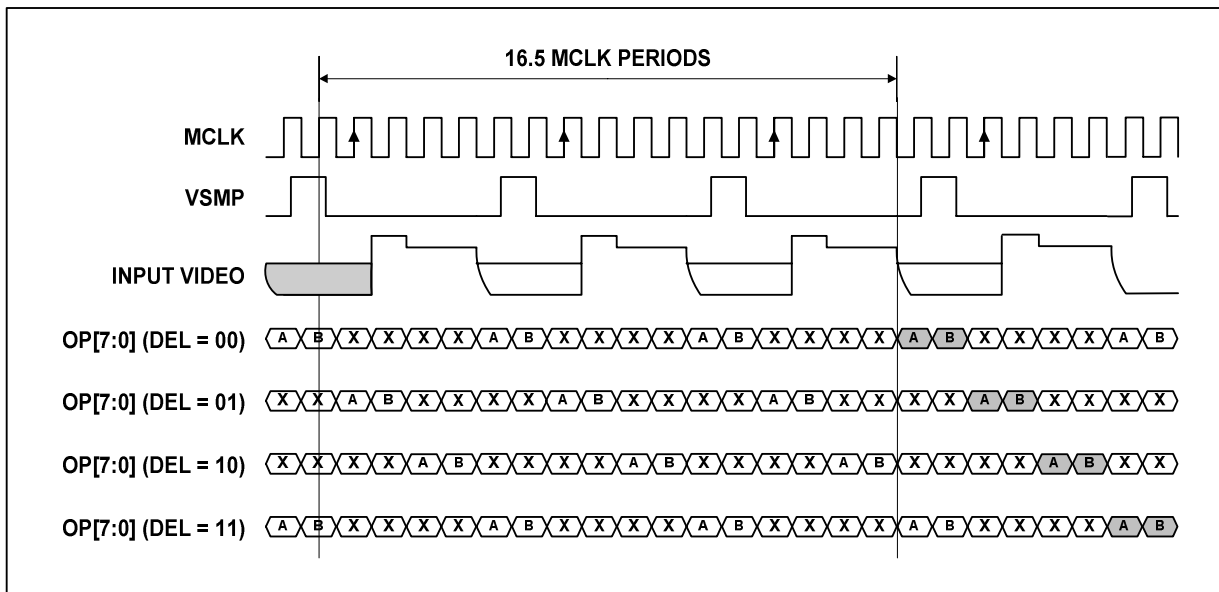 16.5 MCLK PERIODS
MCLK
VSMP
INPUT VIDEO
OP[7:0] (DEL = 00) A B X X X X A B X X X X A B X X X X A B X X X X A B
OP[7:0] (DEL = 01) X X A B X X X X A B X X X X A B X X X X A B X X X X
OP[7:0] (DEL = 10) X X X X A B X X X X A B X X X X A B X X X X A B X X
OP[7:0] (DEL = 11) A B X X X X A B X X X X A B X X X X A B X X X X A B